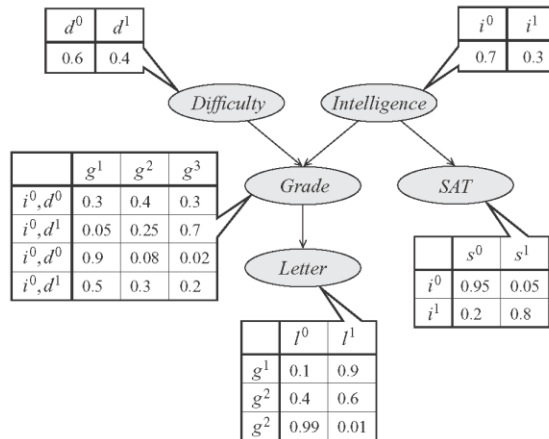 d⁰ d¹
0.6 0.4
i⁰ i¹
0.7 0.3
Difficulty
Intelligence
g¹ g² g³
i⁰, d⁰ 0.3 0.4 0.3
i⁰, d¹ 0.05 0.25 0.7
i⁰, d⁰ 0.9 0.08 0.02
i⁰, d¹ 0.5 0.3 0.2
Grade
SAT
s⁰ s¹
i⁰ 0.95 0.05
i¹ 0.2 0.8
Letter
l⁰ l¹
g¹ 0.1 0.9
g² 0.4 0.6
g² 0.99 0.01